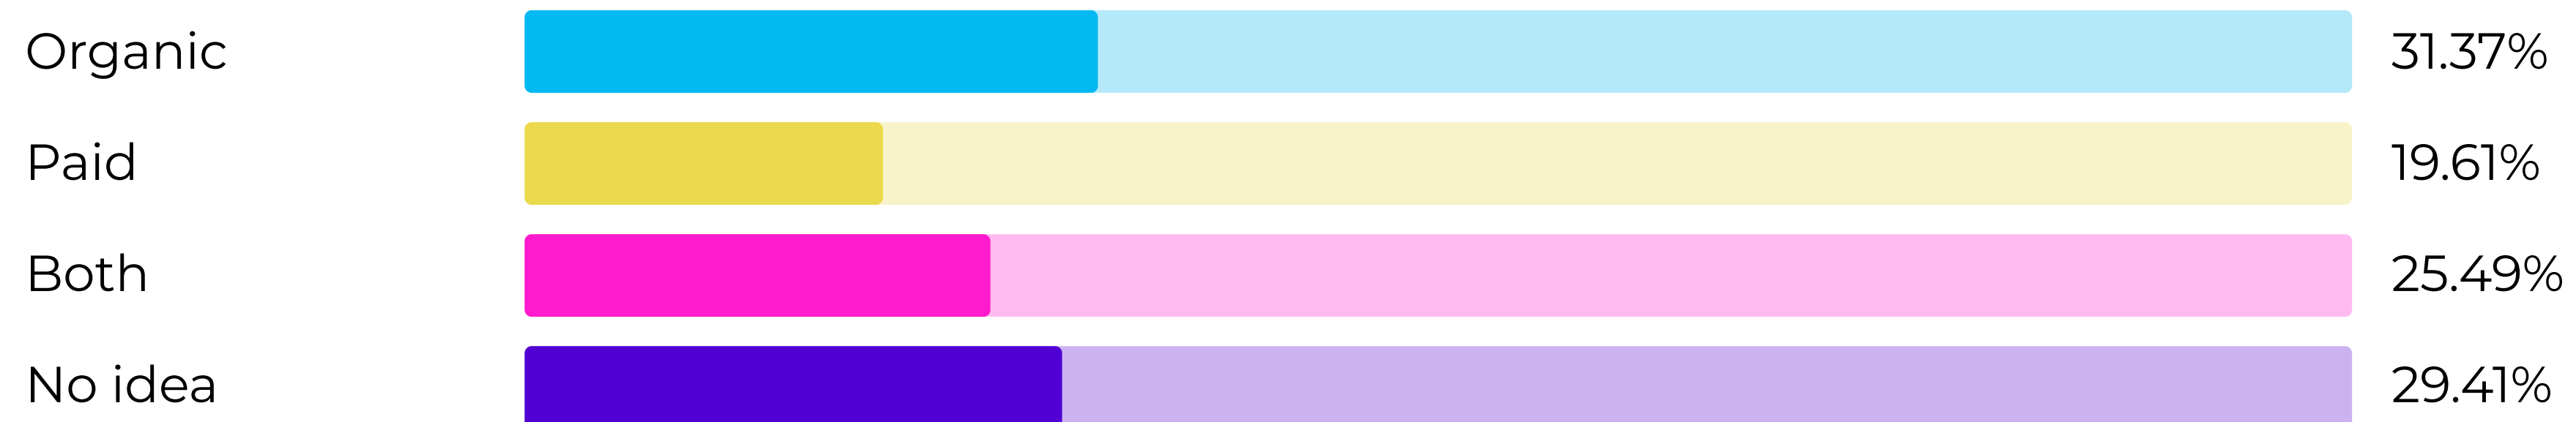 Organic 31.37%
Paid 19.61%
Both 25.49%
No idea 29.41%